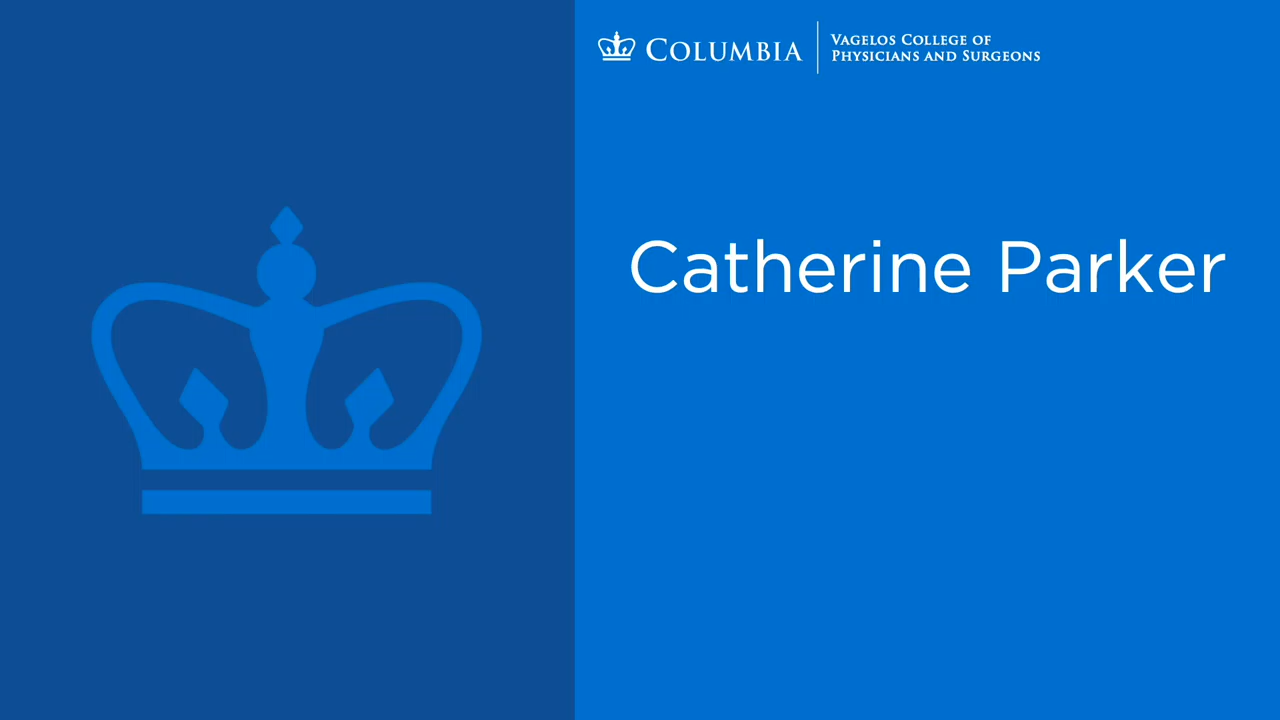 COLUMBIA
VAGELOS COLLEGE OF
PHYSICIANS AND SURGEONS
Catherine Parker